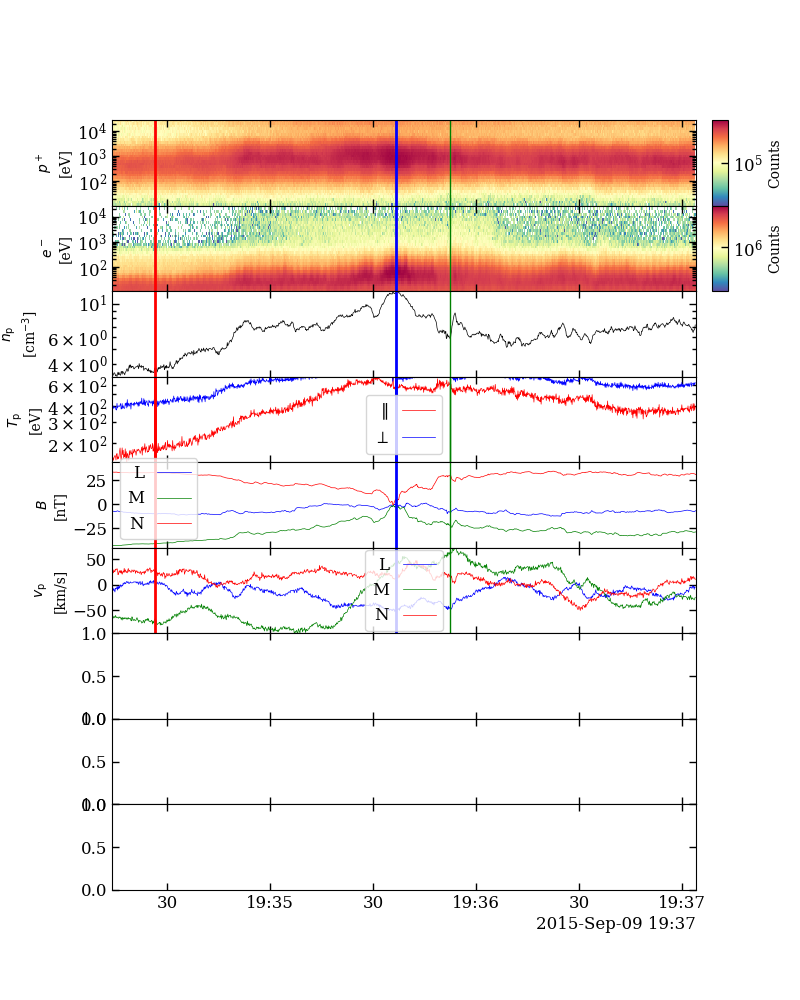 10⁴
10³
10²
p⁺
[eV]
10⁵
Counts
10⁴
10³
10²
e⁻
[eV]
10⁶
Counts
10¹
6 × 10⁰
4 × 10⁰
nₚ
[cm⁻³]
6 × 10²
4 × 10²
3 × 10²
2 × 10²
Tₚ
[eV]
∥
⊥
25
0
−25
B
[nT]
L
M
N
50
0
−50
vₚ
[km/s]
L
M
N
1.0
0.5
0.0
1.0
0.5
0.0
1.0
0.5
0.0
30 19:35 30 19:36 30 19:37
2015-Sep-09 19:37